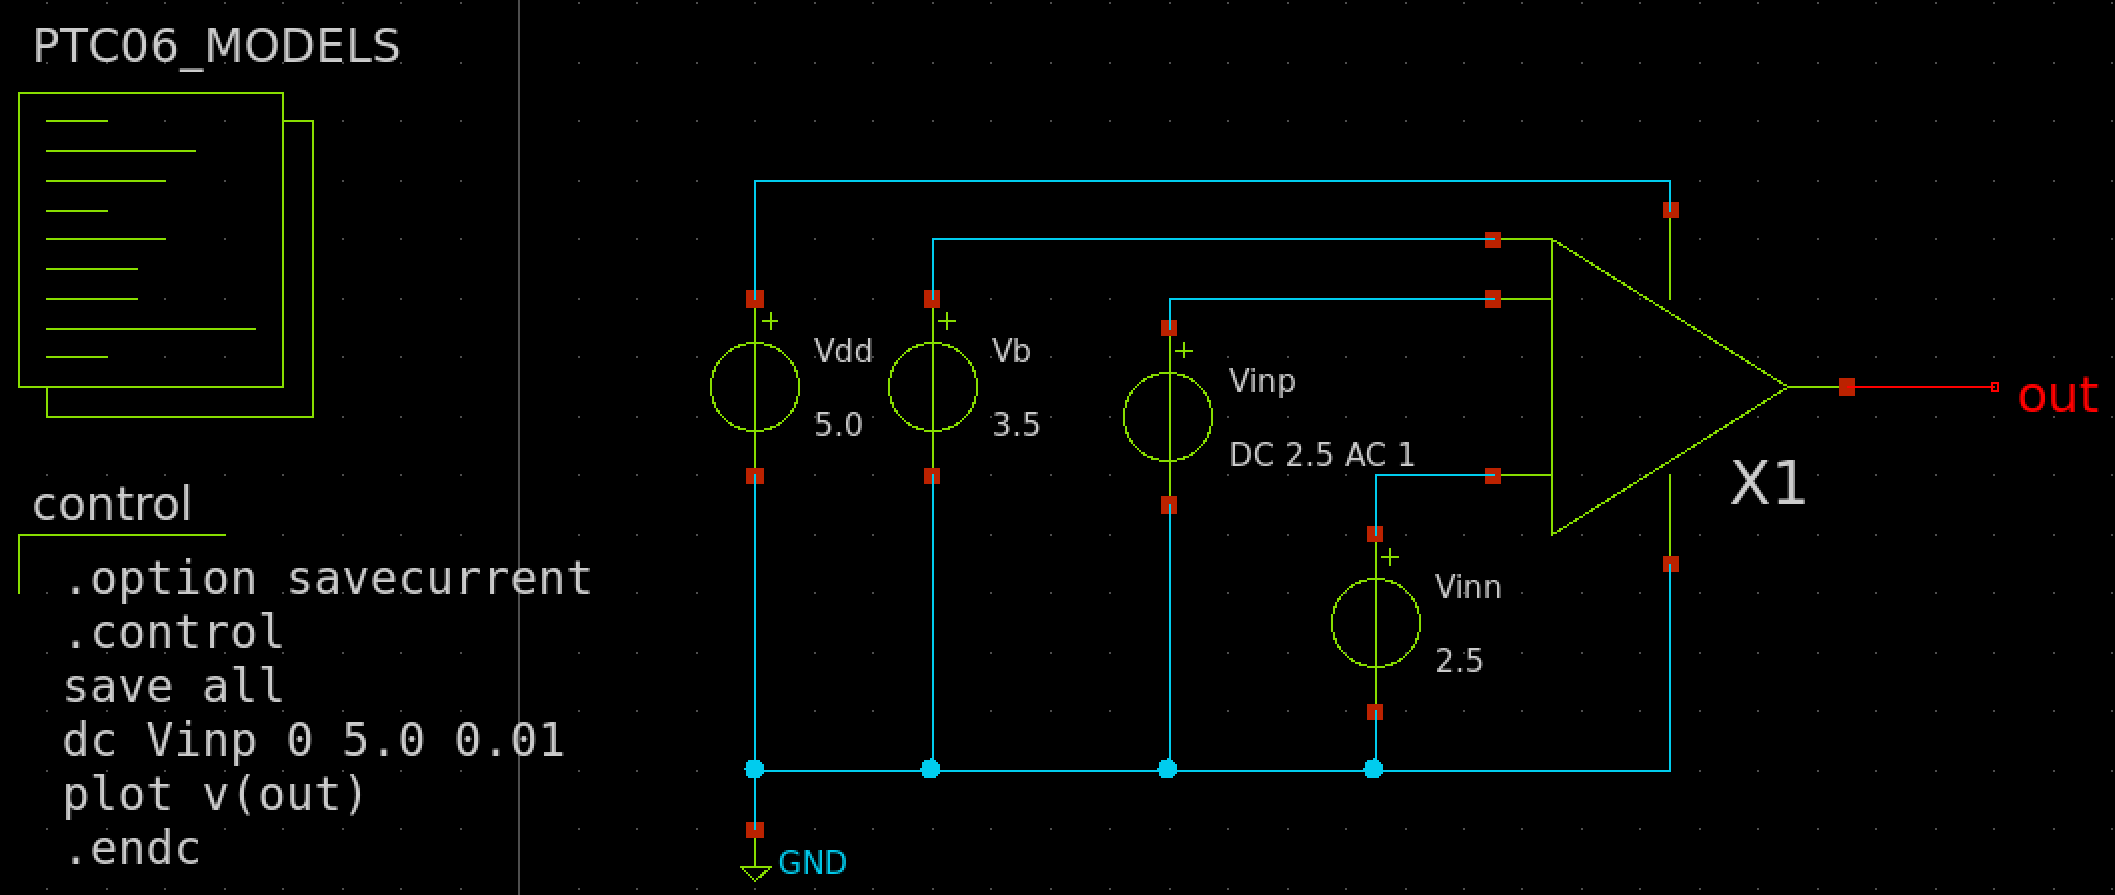 PTC06_MODELS
control
.option savecurrent
.control
save all
dc Vinp 0 5.0 0.01
plot v(out)
.endc
Vdd
5.0
Vb
3.5
Vinp
DC 2.5 AC 1
Vinn
2.5
X1
out
GND